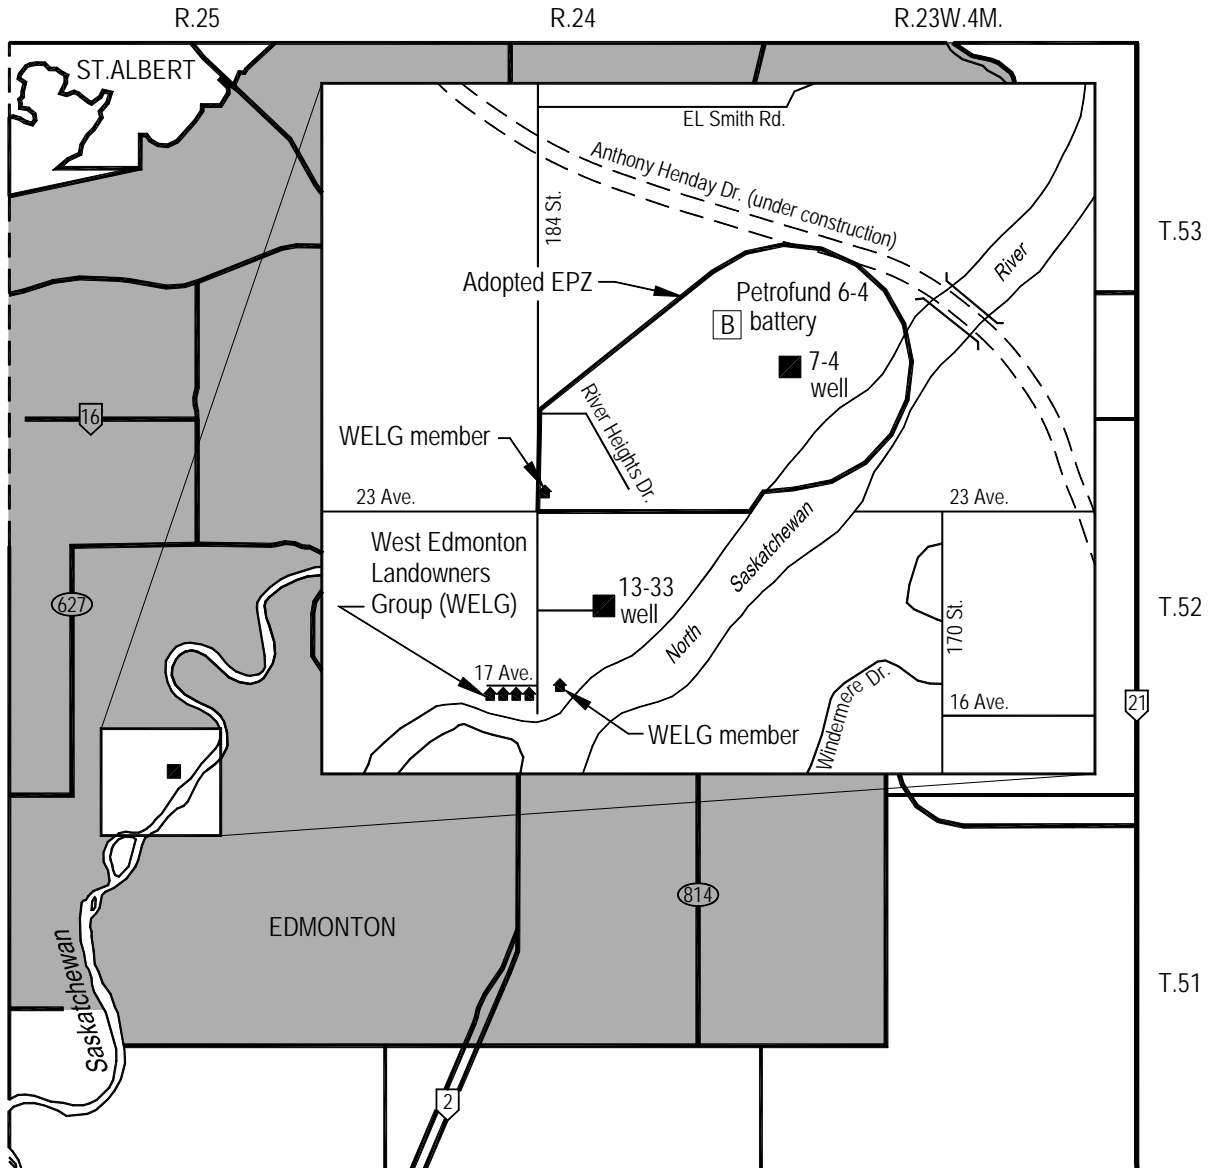 R.25
R.24
R.23W.4M.
ST.ALBERT
EL Smith Rd.
Anthony Henday Dr. (under construction)
184 St.
River
T.53
Adopted EPZ
Petrofund 6-4
B battery
7-4
well
16
River Heights Dr.
WELG member
23 Ave.
23 Ave.
Saskatchewan
West Edmonton
Landowners
Group (WELG)
13-33
well
627
North
170 St.
T.52
17 Ave.
Windermere Dr.
16 Ave.
21
WELG member
814
EDMONTON
Saskatchewan
T.51
2